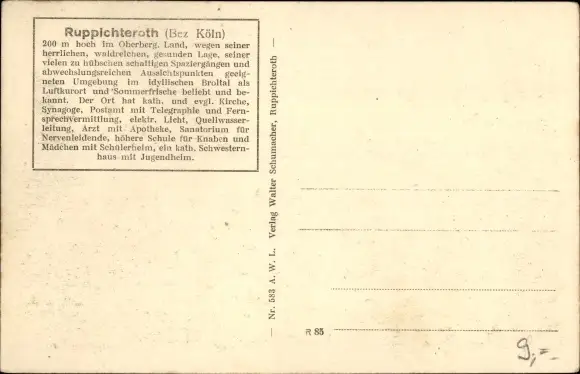 Ruppichteroth (Bez Köln)
200 m hoch im Oberberg. Land, wegen seiner
herrlichen, waldreichen, gesunden Lage, seiner
vielen zu hübschen schattigen Spaziergängen und
abwechslungsreichen Aussichtspunkten geeig-
neten Umgebung im idyllischen Broltal als
Luftkurort und Sommerfrische beliebt und be-
kannt. Der Ort hat kath. und evgl. Kirche,
Synagoge, Postamt mit Telegraphie und Fern-
sprechvermittlung, elektr. Licht, Quellwasser-
leitung, Arzt mit Apotheke, Sanatorium für
Nervenleidende, höhere Schule für Knaben und
Mädchen mit Schülerheim, ein kath. Schwestern-
haus mit Jugendheim.
— Nr. 583 A. W. L. Verlag Walter Schumacher, Ruppichteroth —
R 85
9,=